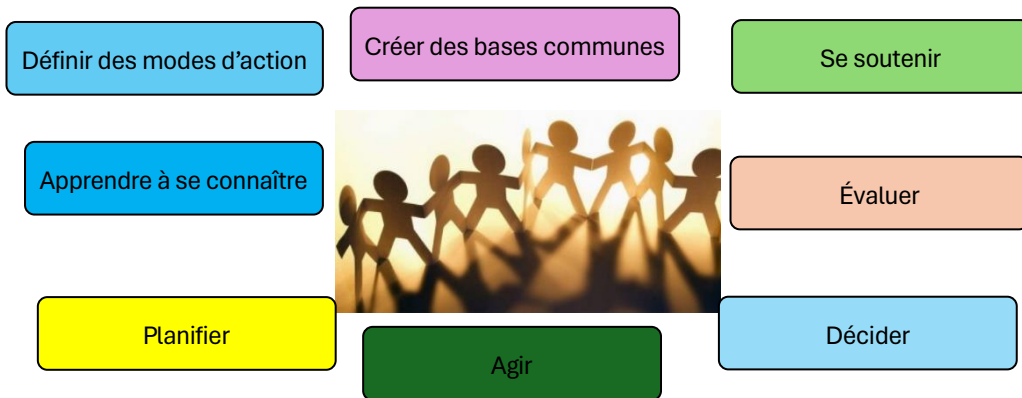 Définir des modes d’action
Créer des bases communes
Se soutenir
Apprendre à se connaître
Évaluer
Planifier
Agir
Décider